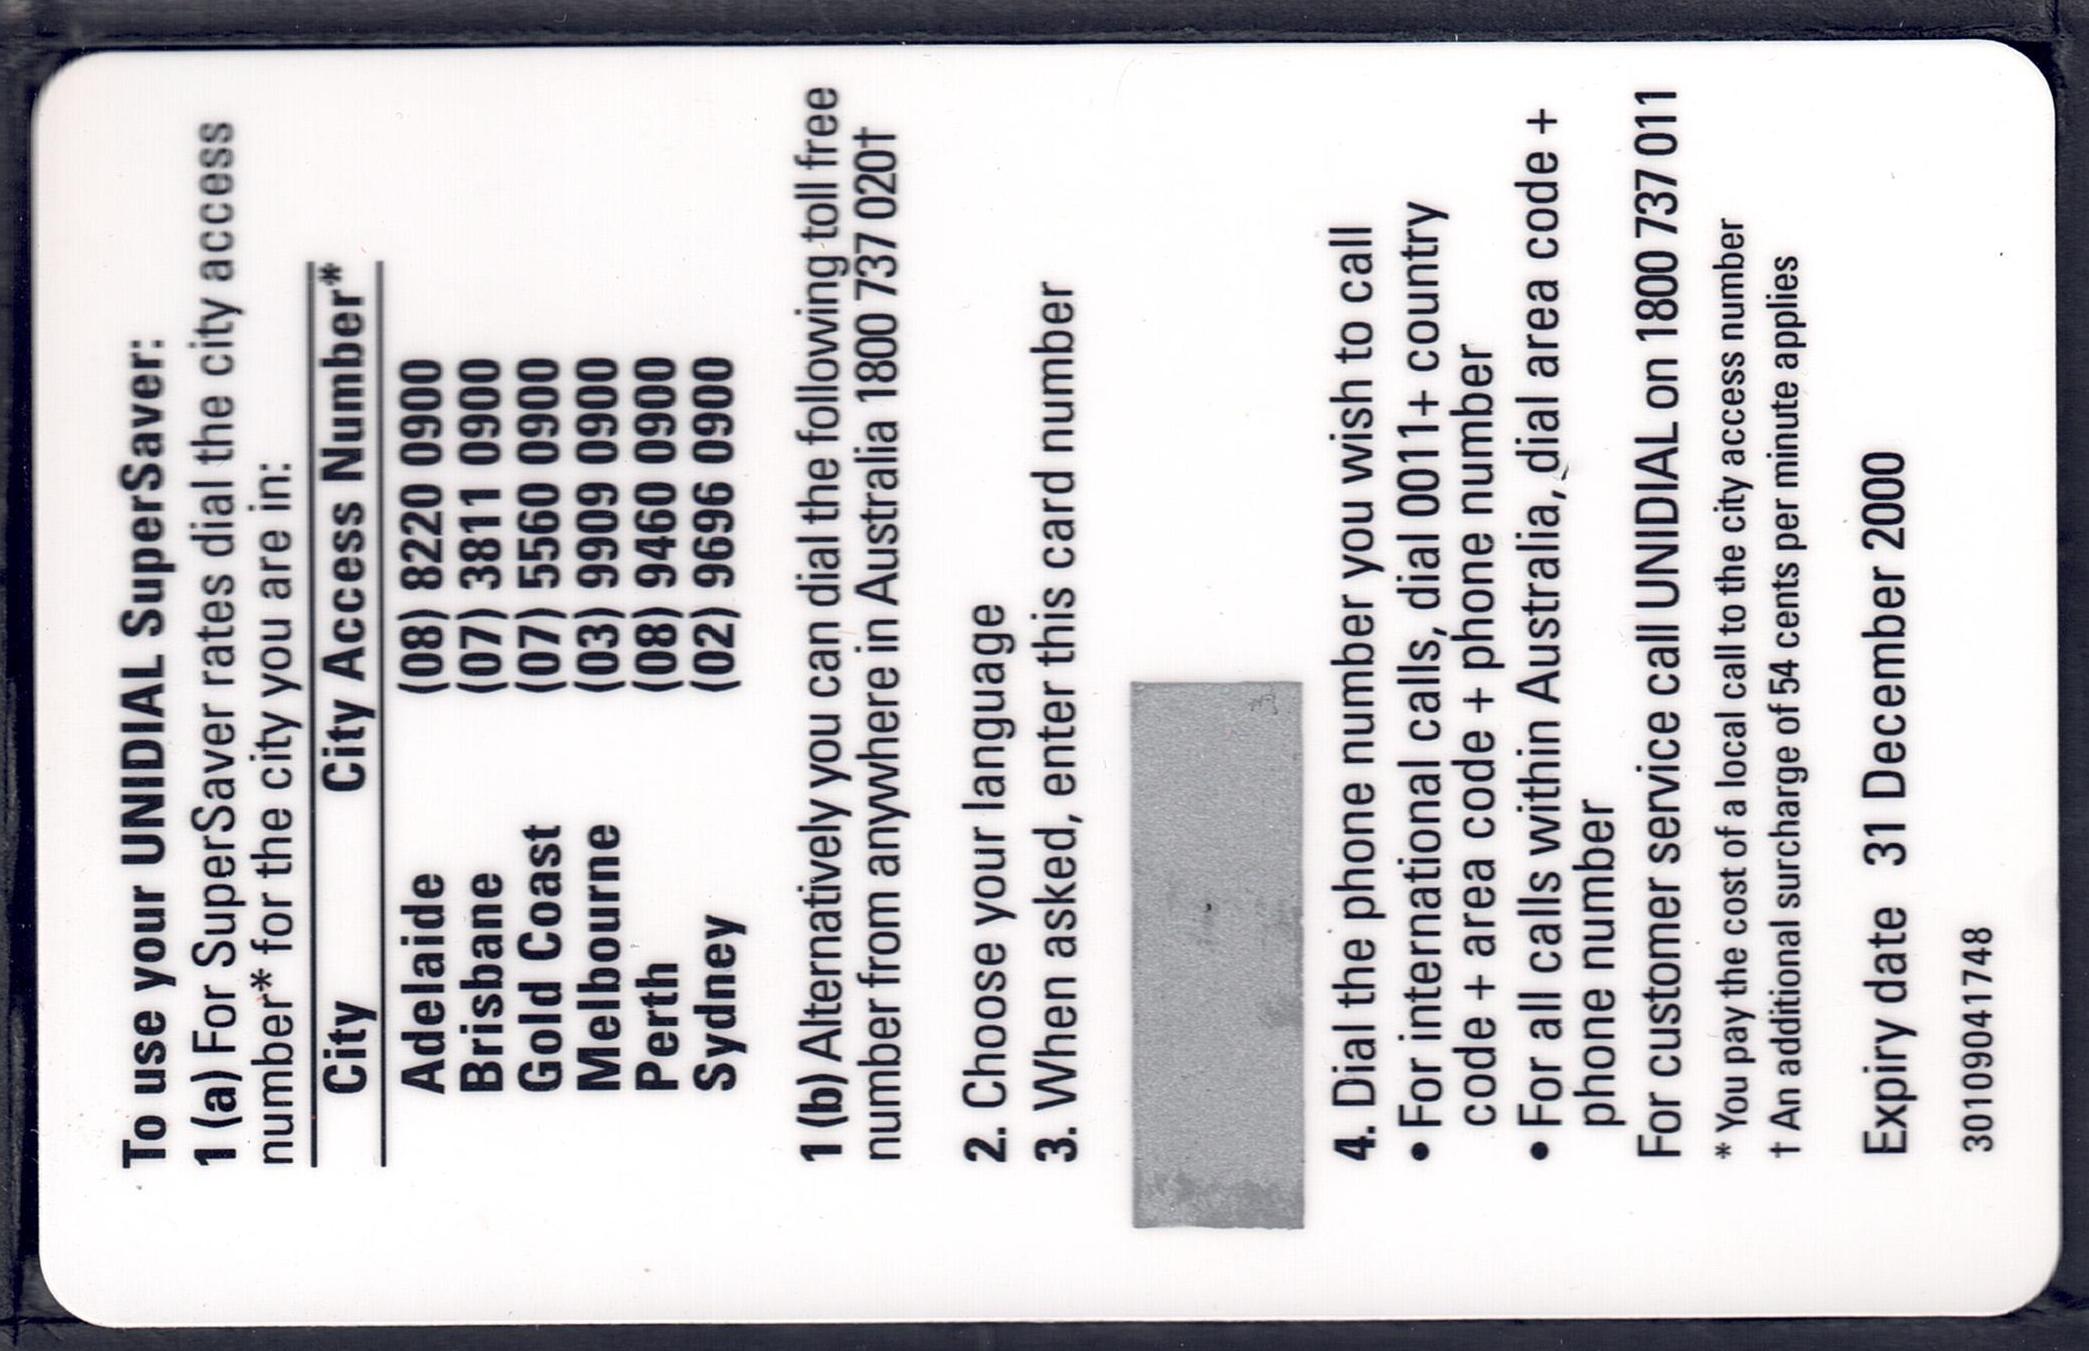 To use your UNIDIAL SuperSaver:
1 (a) For SuperSaver rates dial the city access
number* for the city you are in:
City City Access Number*
Adelaide (08) 8220 0900
Brisbane (07) 3811 0900
Gold Coast (07) 5560 0900
Melbourne (03) 9909 0900
Perth (08) 9460 0900
Sydney (02) 9696 0900
1 (b) Alternatively you can dial the following toll free
number from anywhere in Australia 1800 737 020†
2. Choose your language
3. When asked, enter this card number
4. Dial the phone number you wish to call
• For international calls, dial 0011+ country
code + area code + phone number
• For all calls within Australia, dial area code +
phone number
For customer service call UNIDIAL on 1800 737 011
* You pay the cost of a local call to the city access number
† An additional surcharge of 54 cents per minute applies
Expiry date 31 December 2000
30109041748